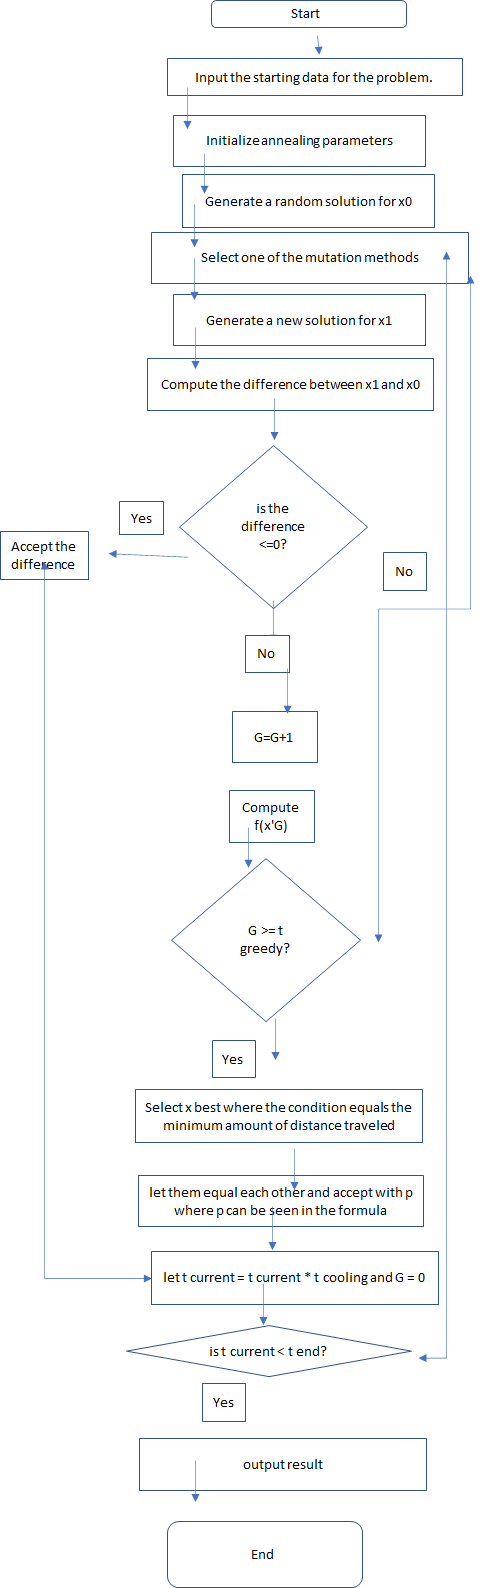 Start
Input the starting data for the problem.
Initialize annealing parameters
Generate a random solution for x0
Select one of the mutation methods
Generate a new solution for x1
Compute the difference between x1 and x0
is the
difference
<=0?
Yes
Accept the
difference
No
No
G=G+1
Compute
f(x'G)
G >= t
greedy?
Yes
Select x best where the condition equals the
minimum amount of distance traveled
let them equal each other and accept with p
where p can be seen in the formula
let t current = t current * t cooling and G = 0
is t current < t end?
Yes
output result
End